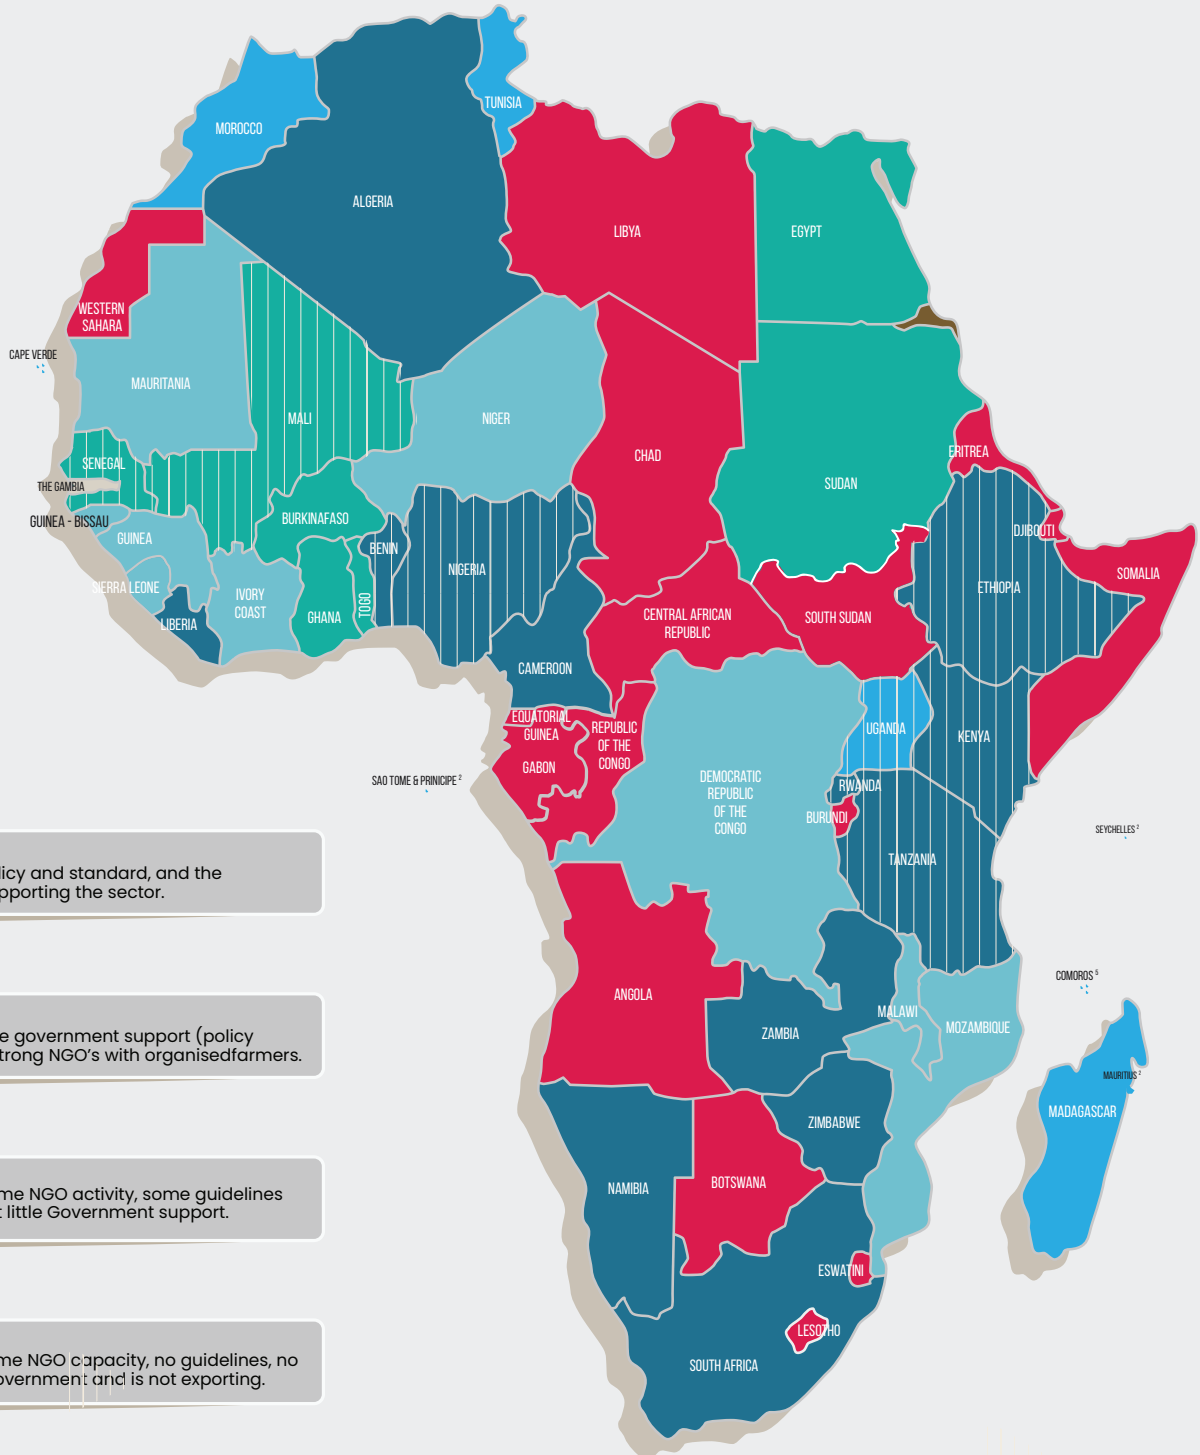 TUNISIA
MOROCCO
ALGERIA
LIBYA
EGYPT
WESTERN
SAHARA
CAPE VERDE
MAURITANIA
MALI
NIGER
CHAD
SUDAN
ERITREA
SENEGAL
THE GAMBIA
GUINEA - BISSAU
GUINEA
BURKINAFASO
BENIN
NIGERIA
DJIBOUTI
SOMALIA
ETHIOPIA
SIERRA LEONE
LIBERIA
IVORY
COAST
GHANA
TOGO
CENTRAL AFRICAN
REPUBLIC
SOUTH SUDAN
CAMEROON
EQUATORIAL
GUINEA
GABON
REPUBLIC
OF THE
CONGO
UGANDA
KENYA
SAO TOME & PRINICIPE 2
DEMOCRATIC
REPUBLIC
OF THE
CONGO
RWANDA
BURUNDI
TANZANIA
SEYCHELLES 2
licy and standard, and the
pporting the sector.
COMOROS 5
ANGOLA
ZAMBIA
MALAWI
MOZAMBIQUE
e government support (policy
trong NGO's with organisedfarmers.
MAURITIUS 2
MADAGASCAR
ZIMBABWE
NAMIBIA
BOTSWANA
me NGO activity, some guidelines
t little Government support.
ESWATINI
LESOTHO
SOUTH AFRICA
me NGO capacity, no guidelines, no
overnment and is not exporting.